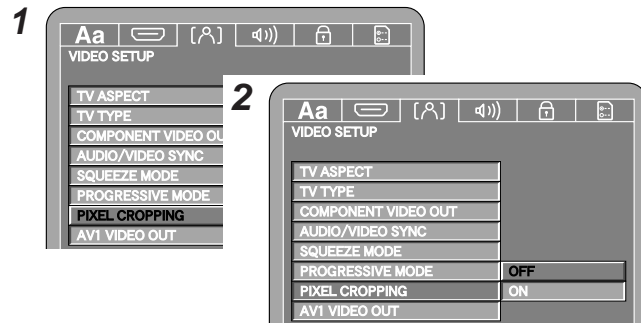 1
Aa
VIDEO SETUP
TV ASPECT
TV TYPE
COMPONENT VIDEO OU
AUDIO/VIDEO SYNC
SQUEEZE MODE
PROGRESSIVE MODE
PIXEL CROPPING
AV1 VIDEO OUT
2
Aa
VIDEO SETUP
TV ASPECT
TV TYPE
COMPONENT VIDEO OUT
AUDIO/VIDEO SYNC
SQUEEZE MODE
PROGRESSIVE MODE OFF
PIXEL CROPPING ON
AV1 VIDEO OUT